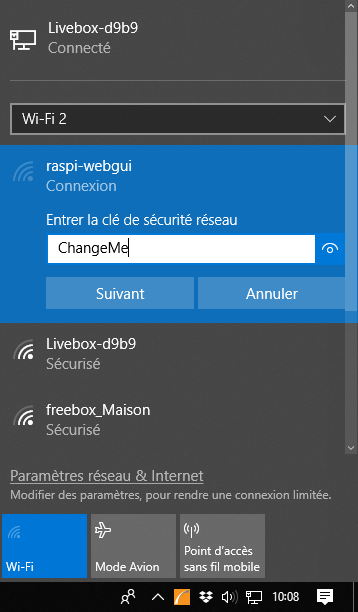 Livebox-d9b9
Connecté
Wi-Fi 2
raspi-webgui
Connexion
Entrer la clé de sécurité réseau
ChangeMe
Suivant
Annuler
Livebox-d9b9
Sécurisé
freebox_Maison
Sécurisé
Paramètres réseau & Internet
Modifier des paramètres, pour rendre une connexion limitée.
Wi-Fi
Mode Avion
Point d'accès
sans fil mobile
10:08